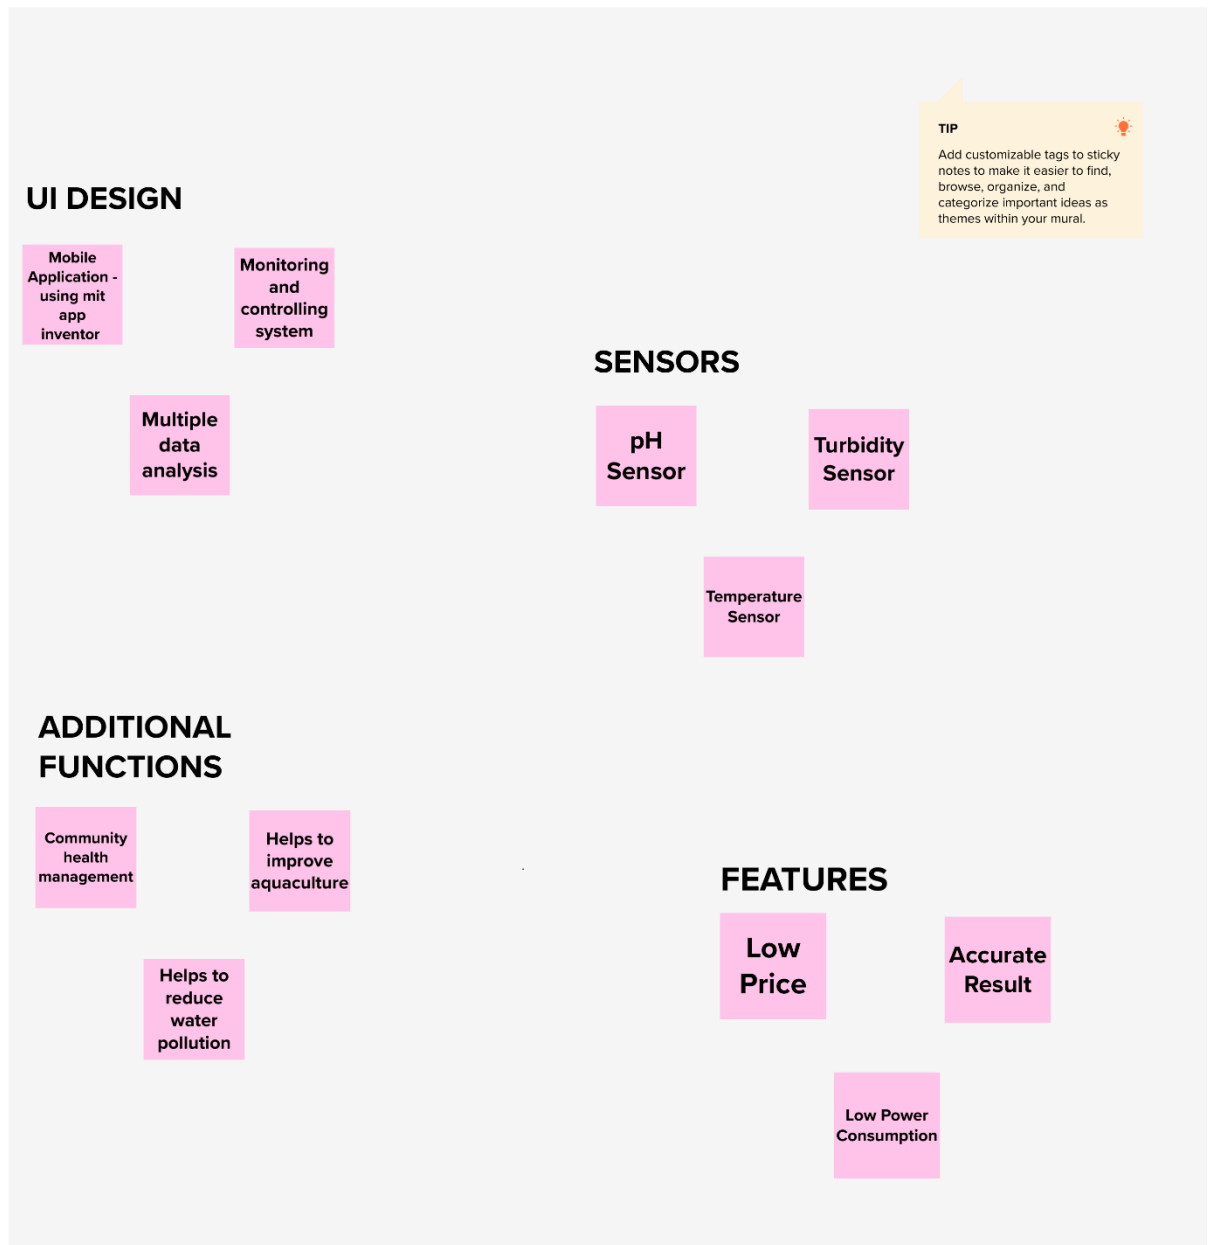 TIP
Add customizable tags to sticky
notes to make it easier to find,
browse, organize, and
categorize important ideas as
themes within your mural.
UI DESIGN
Mobile
Application -
using mit
app
inventor
Monitoring
and
controlling
system
Multiple
data
analysis
SENSORS
pH
Sensor
Turbidity
Sensor
Temperature
Sensor
ADDITIONAL
FUNCTIONS
Community
health
management
Helps to
improve
aquaculture
Helps to
reduce
water
pollution
FEATURES
Low
Price
Accurate
Result
Low Power
Consumption